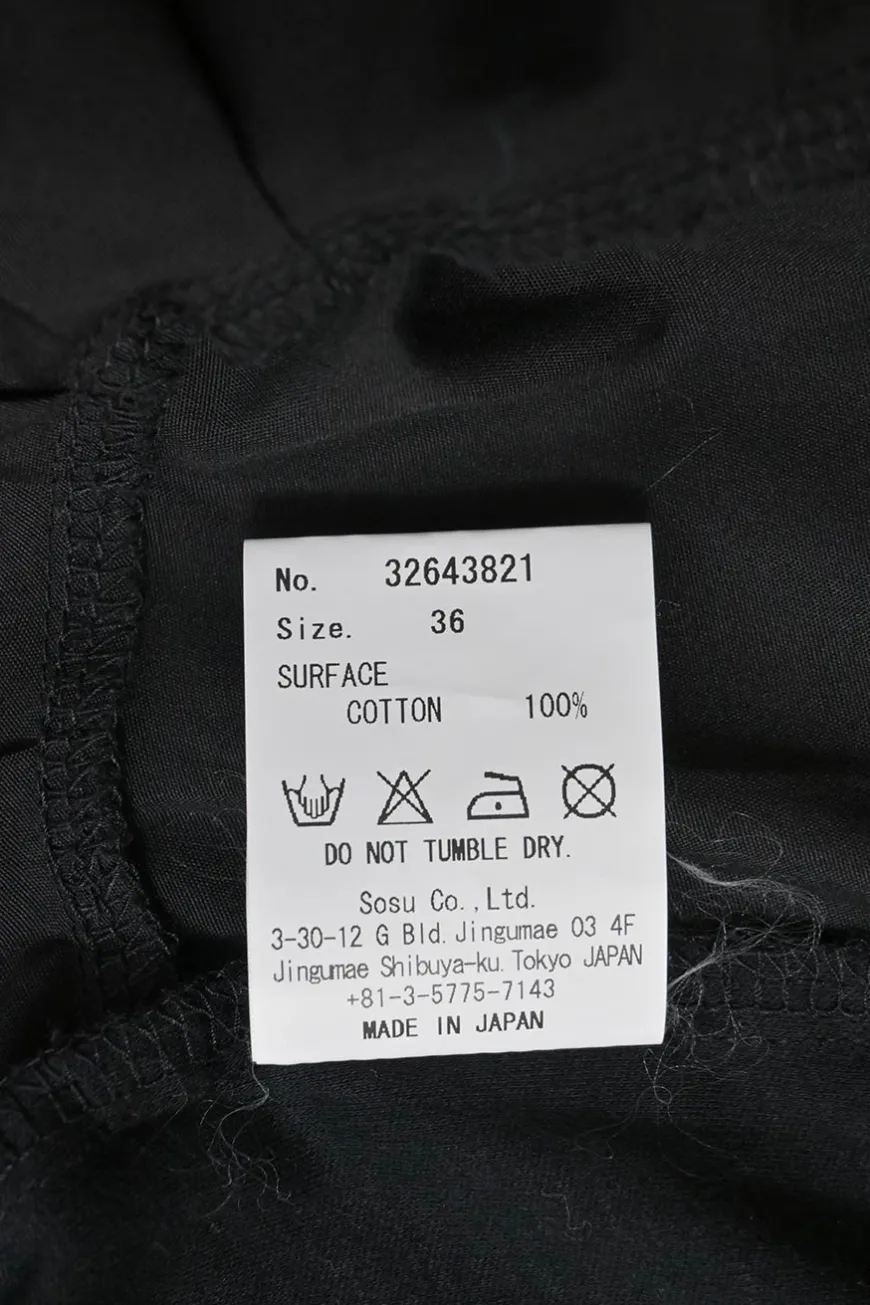 No. 32643821
Size. 36
SURFACE
COTTON 100%
DO NOT TUMBLE DRY.
Sosu Co.,Ltd.
3-30-12 G Bld. Jingumae 03 4F
Jingumae Shibuya-ku. Tokyo JAPAN
+81-3-5775-7143
MADE IN JAPAN